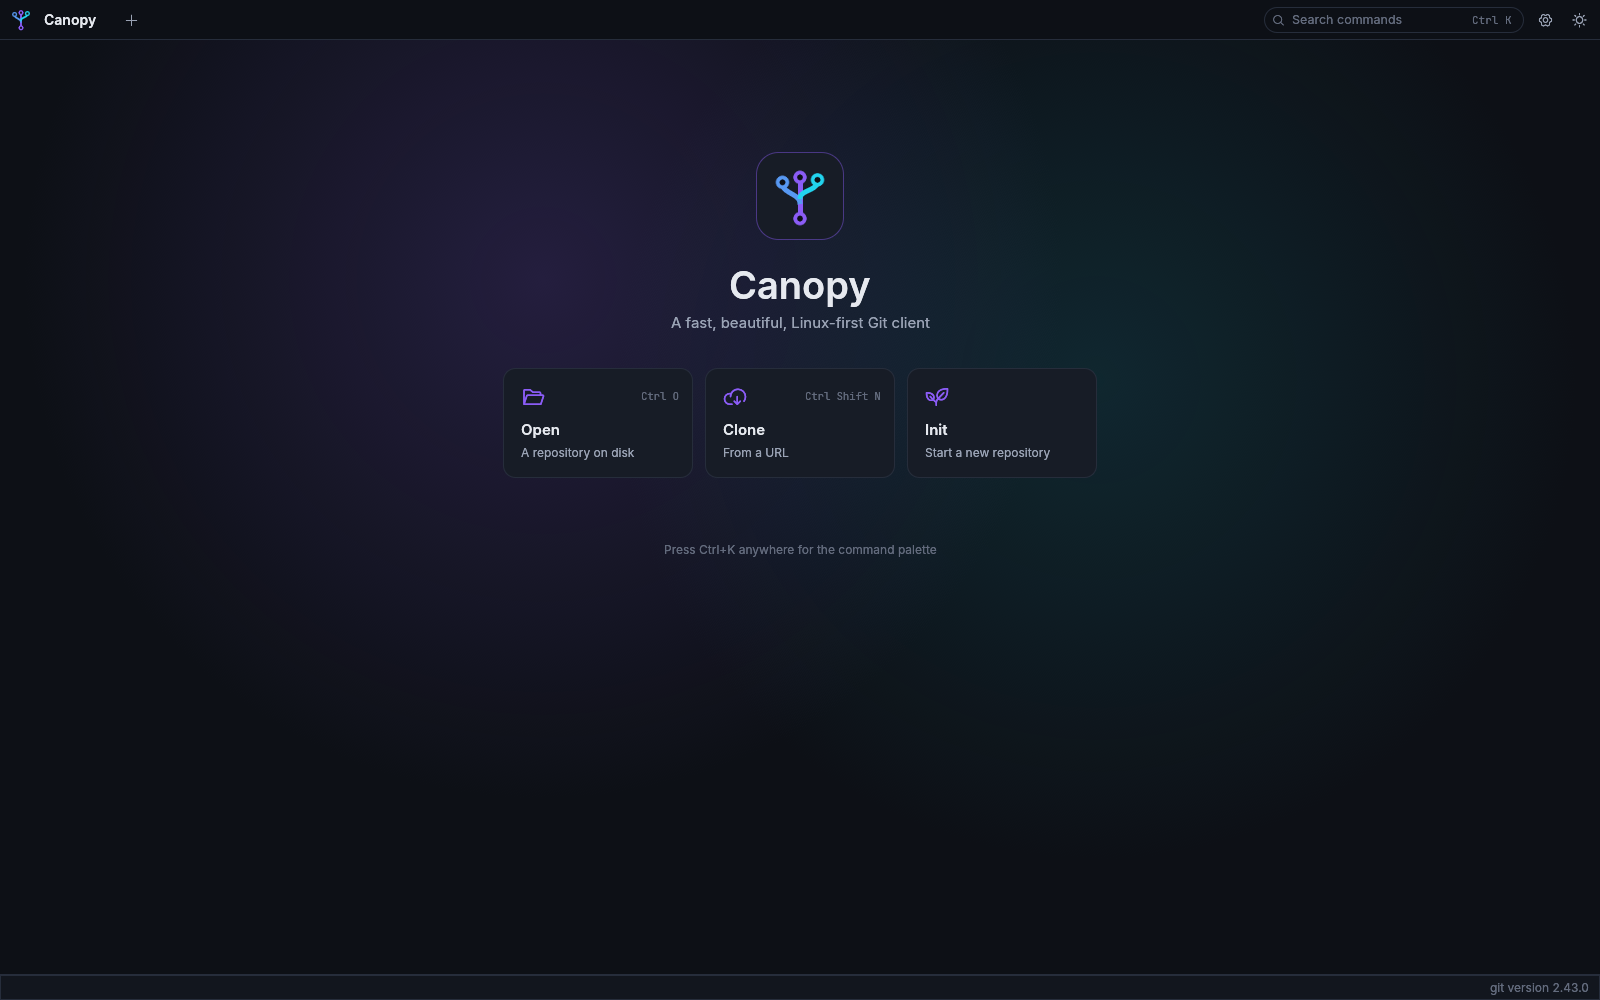 Canopy
Search commands
Ctrl K
Canopy
A fast, beautiful, Linux-first Git client
Ctrl O
Open
A repository on disk
Ctrl Shift N
Clone
From a URL
Init
Start a new repository
Press Ctrl+K anywhere for the command palette
git version 2.43.0